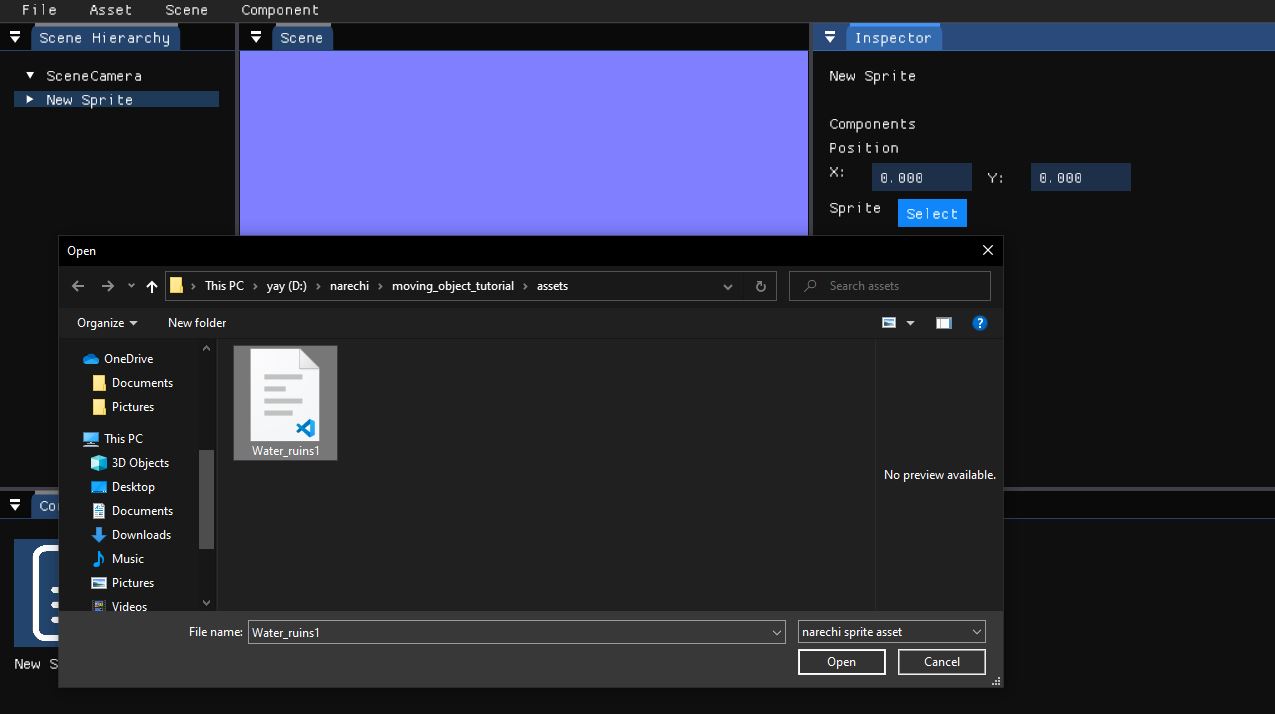 File Asset Scene Component
Scene Hierarchy
Scene
Inspector
SceneCamera
New Sprite
New Sprite
Components
Position
X: 0.000 Y: 0.000
Sprite Select
Open
This PC yay (D:) narechi moving_object_tutorial assets
Search assets
Organize New folder
OneDrive
Documents
Pictures
This PC
3D Objects
Desktop
Documents
Downloads
Music
Pictures
Videos
Water_ruins1
No preview available.
File name: Water_ruins1
narechi sprite asset
Open Cancel
Co
New S